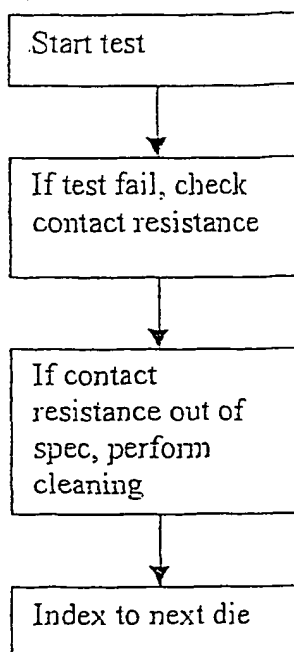 Start test
If test fail, check
contact resistance
If contact
resistance out of
spec, perform
cleaning
Index to next die